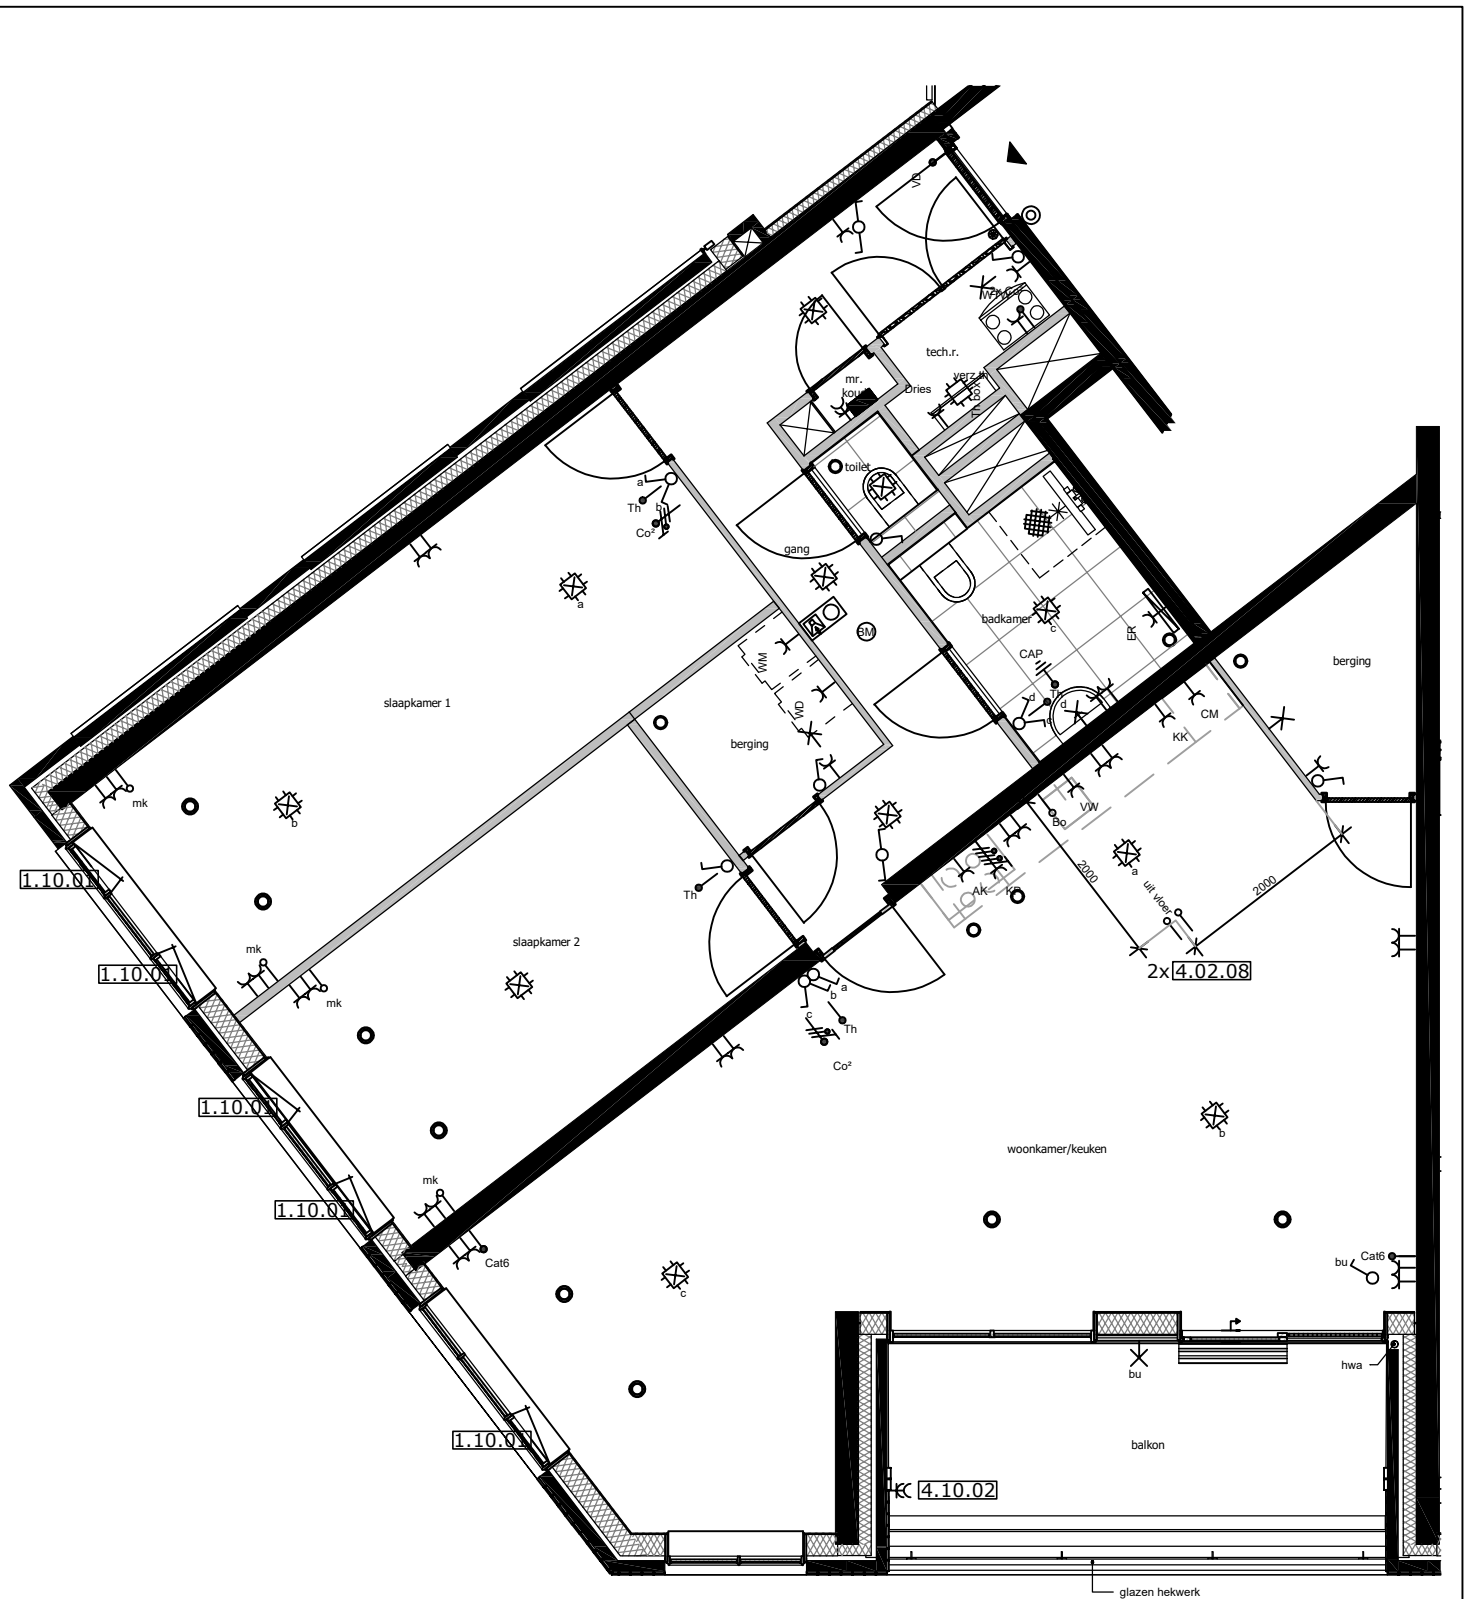 VD
tech.r.
mr.
Dries
verz.th
toilet
a
Th
b
Co²
gang
a
badkamer
c
ER
BM
CAP
Th
d
d
c
WM
WD
berging
berging
CM
KK
slaapkamer 1
mk
b
VW
Bo
a
2000
2000
uit vloer
AK
KR
Th
1.10.01
slaapkamer 2
mk
mk
1.10.01
2x 4.02.08
a
b
c
Th
Co²
1.10.01
b
woonkamer/keuken
mk
1.10.01
Cat6
c
Cat6
bu
hwa
bu
1.10.01
balkon
4.10.02
glazen hekwerk